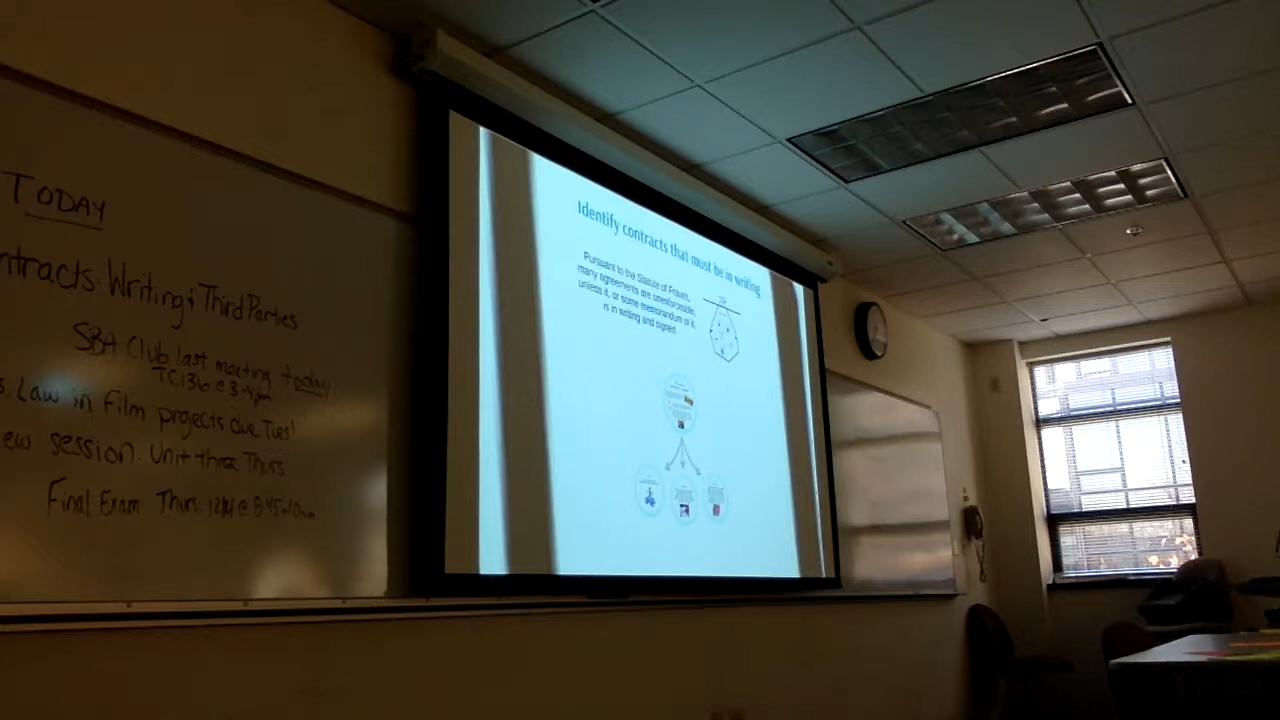 TODAY
ntracts: Writing & Third Parties
SBA Club last meeting today
TC136 @ 3-4pm
s. Law in Film projects due Tues!
ew session. Unit three Thurs
Final Exam Thurs. @ 8:45-10
Identify contracts that must be in writing
Pursuant to the Statute of Frauds,
many agreements are unenforceable,
unless it, or some memorandum of it,
is in writing and signed